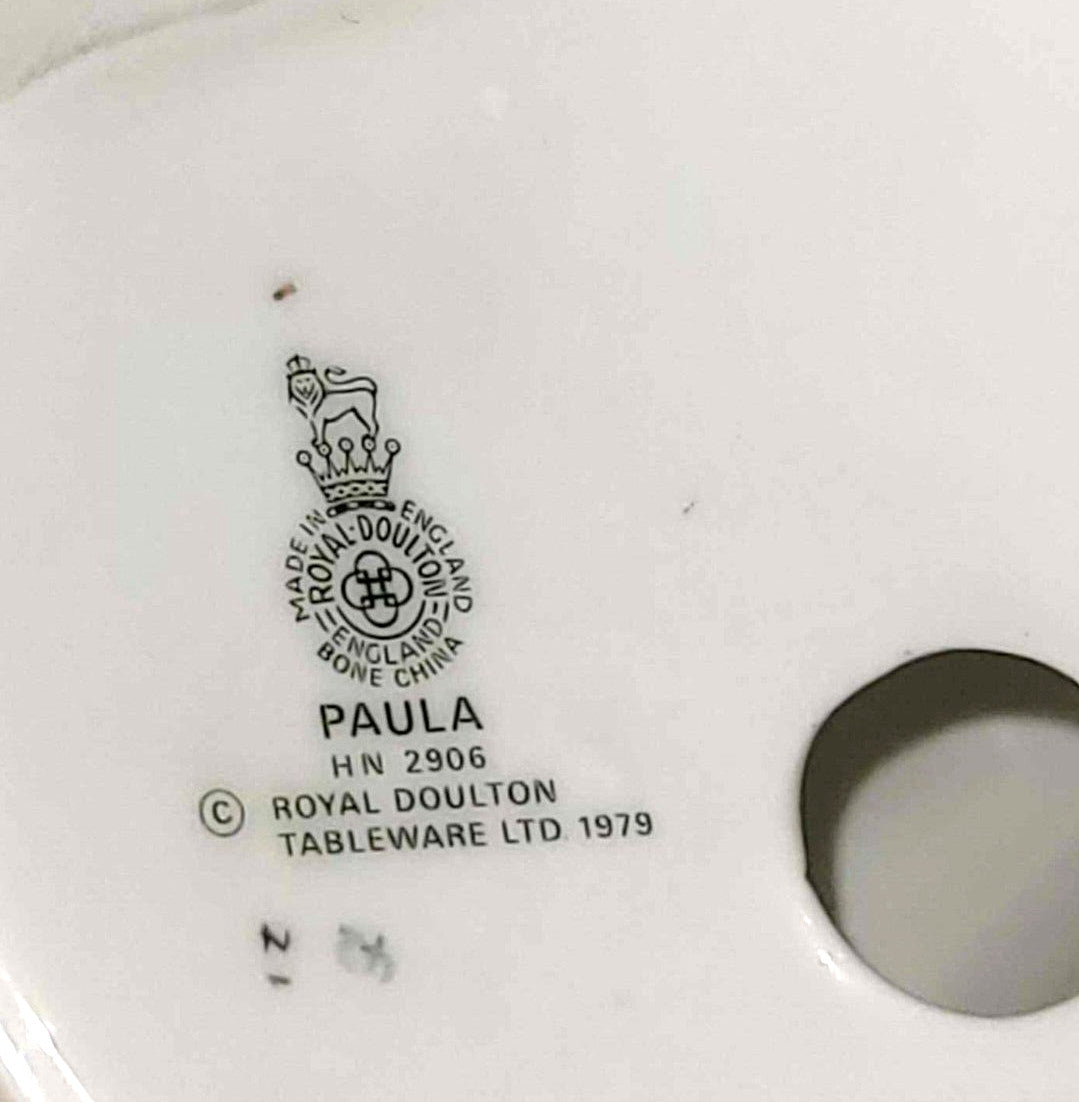 MADE IN ENGLAND
ROYAL·DOULTON
ENGLAND
BONE CHINA
PAULA
HN 2906
© ROYAL DOULTON
TABLEWARE LTD 1979